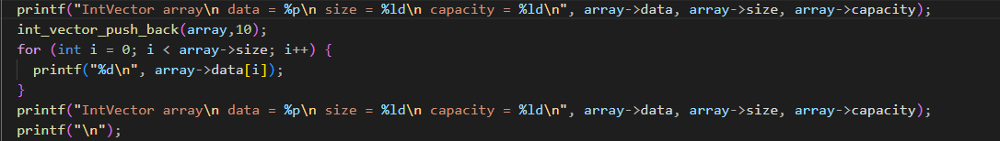 printf("IntVector array\n data = %p\n size = %ld\n capacity = %ld\n", array->data, array->size, array->capacity);
int_vector_push_back(array,10);
for (int i = 0; i < array->size; i++) {
  printf("%d\n", array->data[i]);
}
printf("IntVector array\n data = %p\n size = %ld\n capacity = %ld\n", array->data, array->size, array->capacity);
printf("\n");